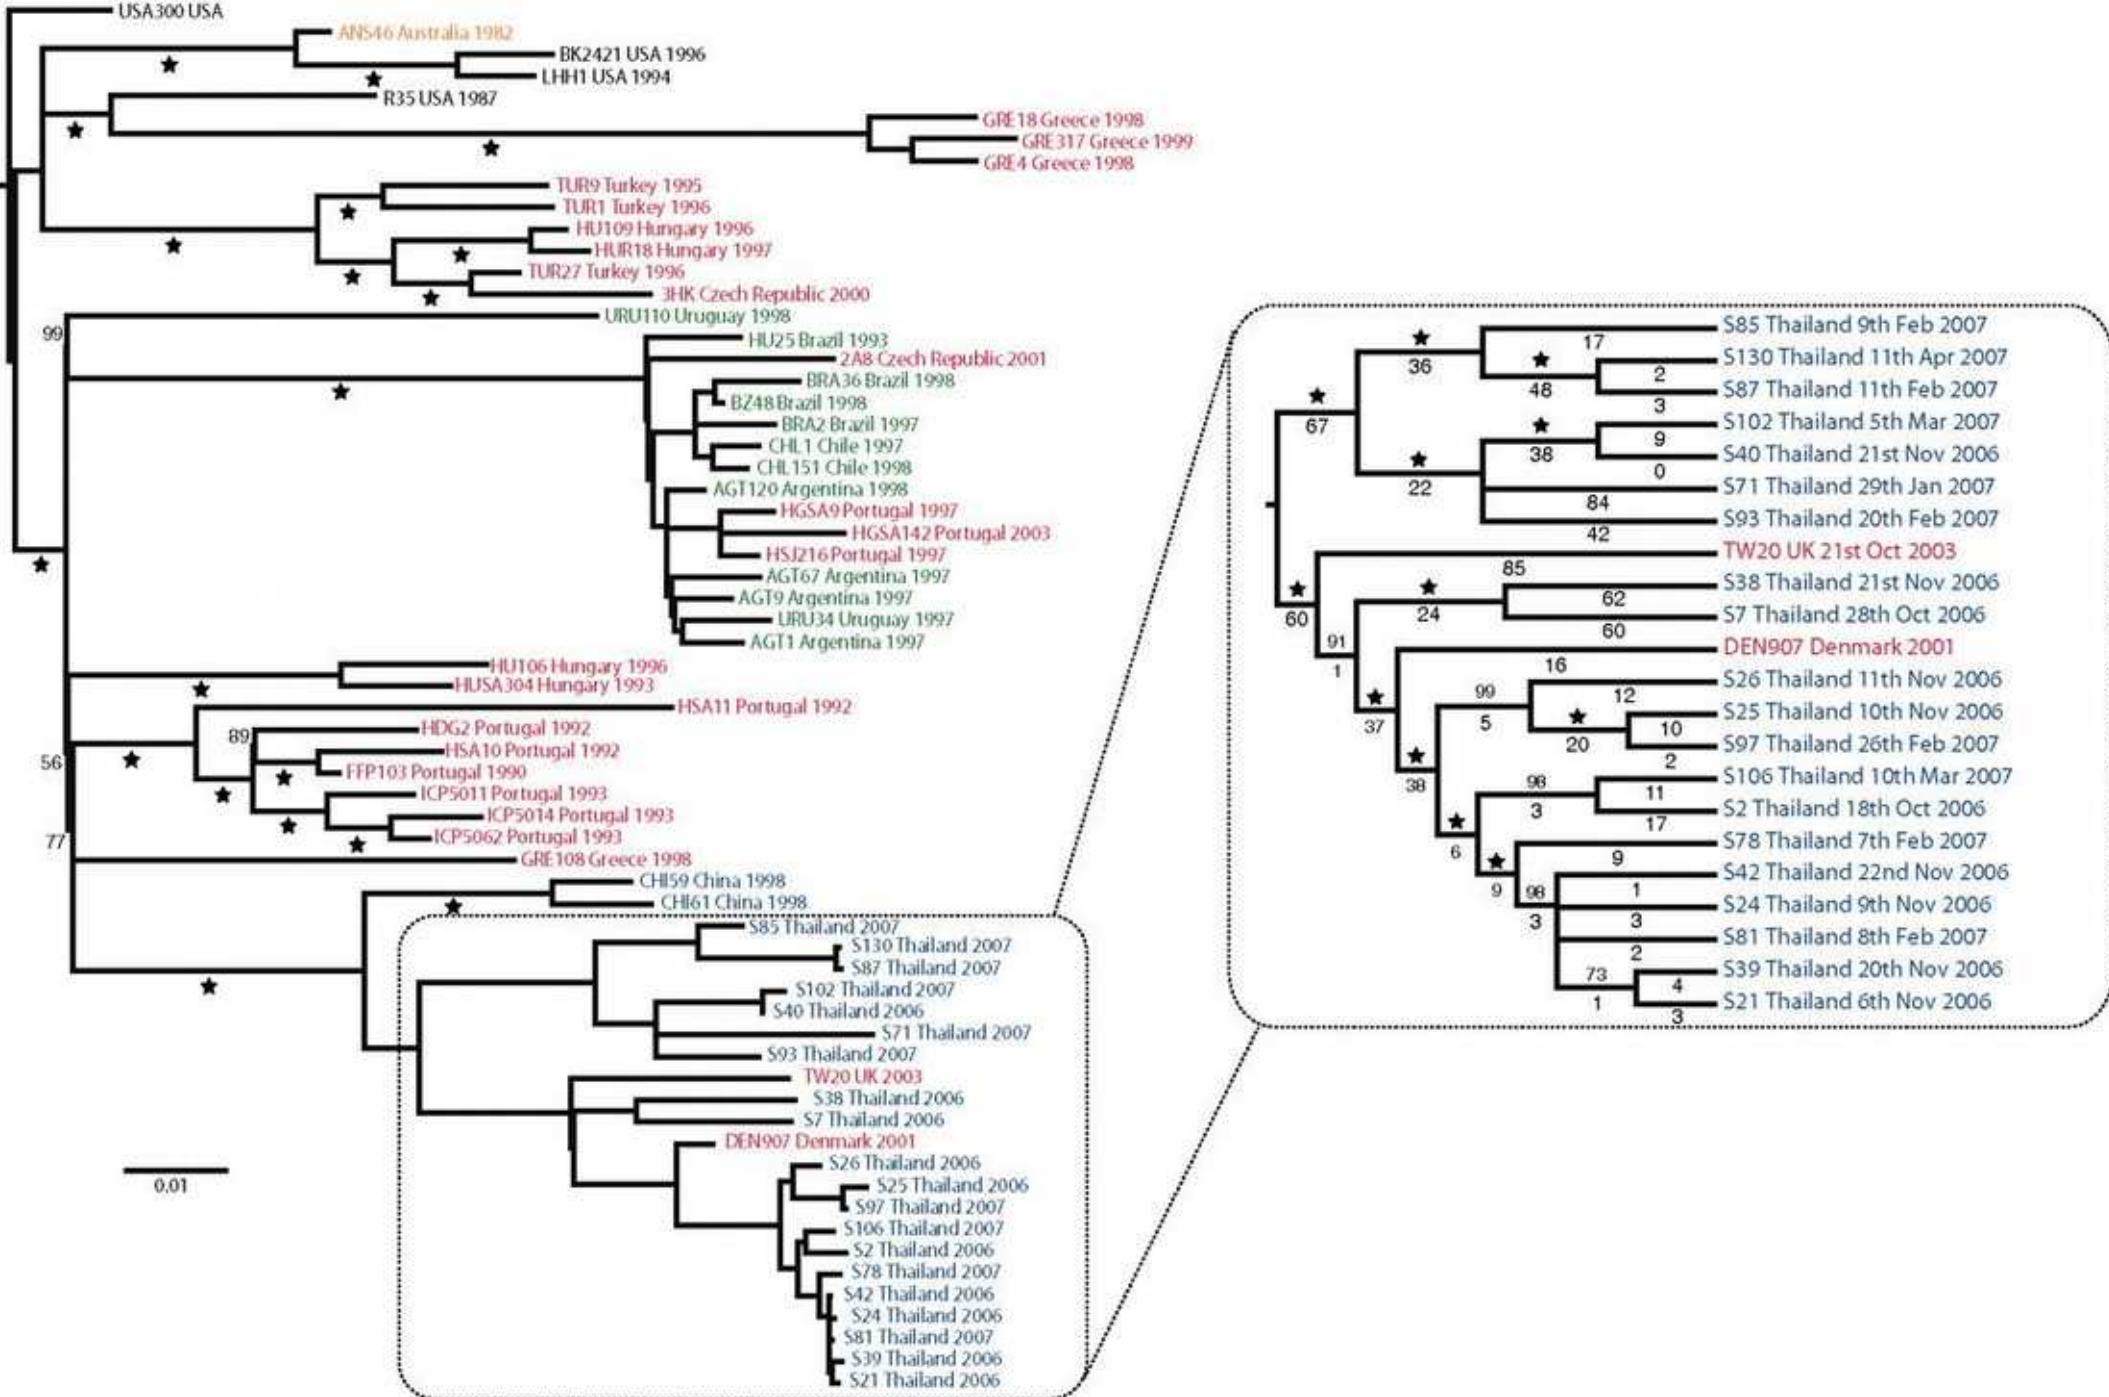 USA300 USA
ANS46 Australia 1982
BK2421 USA 1996
LHH1 USA 1994
R35 USA 1987
GRE18 Greece 1998
GRE317 Greece 1999
GRE4 Greece 1998
TUR9 Turkey 1995
TUR1 Turkey 1996
HU109 Hungary 1996
HUR18 Hungary 1997
TUR27 Turkey 1996
3HK Czech Republic 2000
URU110 Uruguay 1998
99
HU25 Brazil 1993
2A8 Czech Republic 2001
BRA36 Brazil 1998
BZ48 Brazil 1998
BRA2 Brazil 1997
CHL1 Chile 1997
CHL151 Chile 1998
AGT120 Argentina 1998
HGSA9 Portugal 1997
HGSA142 Portugal 2003
HSJ216 Portugal 1997
AGT67 Argentina 1997
AGT9 Argentina 1997
URU34 Uruguay 1997
AGT1 Argentina 1997
HU106 Hungary 1996
HUSA304 Hungary 1993
HSA11 Portugal 1992
HDG2 Portugal 1992
89
HSA10 Portugal 1992
56
FFP103 Portugal 1990
ICP5011 Portugal 1993
ICP5014 Portugal 1993
ICP5062 Portugal 1993
77
GRE108 Greece 1998
CHI59 China 1998
CHI61 China 1998
S85 Thailand 2007
S130 Thailand 2007
S87 Thailand 2007
S102 Thailand 2007
S40 Thailand 2006
S71 Thailand 2007
S93 Thailand 2007
TW20 UK 2003
S38 Thailand 2006
S7 Thailand 2006
DEN907 Denmark 2001
S26 Thailand 2006
S25 Thailand 2006
S97 Thailand 2007
S106 Thailand 2007
S2 Thailand 2006
S78 Thailand 2007
S42 Thailand 2006
S24 Thailand 2006
S81 Thailand 2007
S39 Thailand 2006
S21 Thailand 2006
0.01
S85 Thailand 9th Feb 2007
17
36
S130 Thailand 11th Apr 2007
2
48
S87 Thailand 11th Feb 2007
3
67
S102 Thailand 5th Mar 2007
9
38
S40 Thailand 21st Nov 2006
0
22
S71 Thailand 29th Jan 2007
84
S93 Thailand 20th Feb 2007
42
TW20 UK 21st Oct 2003
85
S38 Thailand 21st Nov 2006
62
24
60
S7 Thailand 28th Oct 2006
60
91
1
DEN907 Denmark 2001
16
S26 Thailand 11th Nov 2006
12
99
5
37
S25 Thailand 10th Nov 2006
10
20
S97 Thailand 26th Feb 2007
2
38
S106 Thailand 10th Mar 2007
11
98
3
S2 Thailand 18th Oct 2006
17
6
S78 Thailand 7th Feb 2007
9
S42 Thailand 22nd Nov 2006
1
9
98
3
S24 Thailand 9th Nov 2006
3
S81 Thailand 8th Feb 2007
2
S39 Thailand 20th Nov 2006
4
73
1
S21 Thailand 6th Nov 2006
3